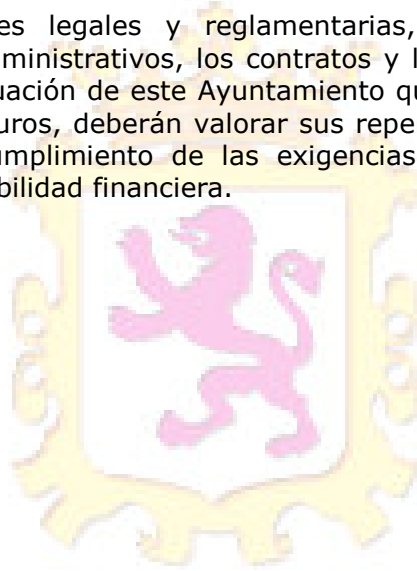 es legales y reglamentarias,
ministrativos, los contratos y l
uación de este Ayuntamiento qu
uros, deberán valorar sus repe
umplimiento de las exigencias
bilidad financiera.